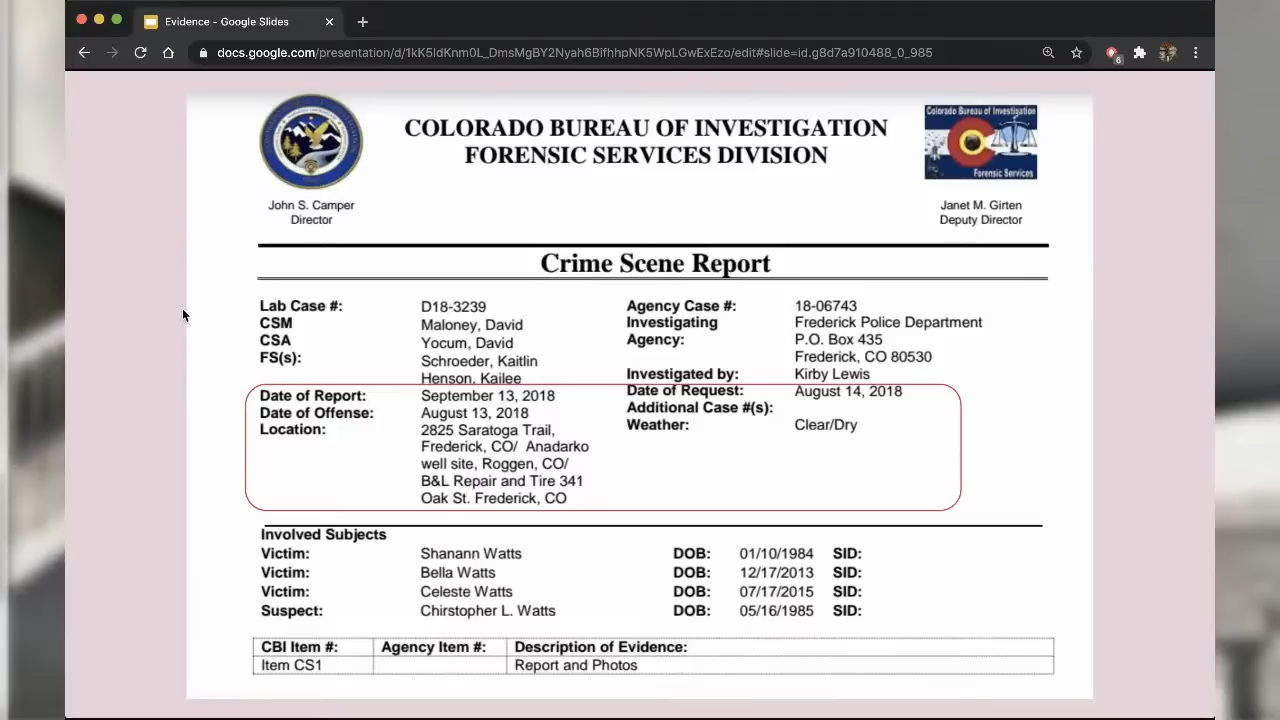 Evidence - Google Slides
docs.google.com/presentation/d/1kK5ldKnm0L_DmsMgBY2Nyah6BifhhpNK5WpLGwExEzo/edit#slide=id.g8d7a910488_0_985
6
COLORADO BUREAU OF INVESTIGATION
FORENSIC SERVICES DIVISION
Colorado Bureau of Investigation
Forensic Services
John S. Camper
Director
Janet M. Girten
Deputy Director
Crime Scene Report
Lab Case #: D18-3239
CSM Maloney, David
CSA Yocum, David
FS(s): Schroeder, Kaitlin
Henson, Kailee
Date of Report: September 13, 2018
Date of Offense: August 13, 2018
Location: 2825 Saratoga Trail,
Frederick, CO/ Anadarko
well site, Roggen, CO/
B&L Repair and Tire 341
Oak St. Frederick, CO
Agency Case #: 18-06743
Investigating Frederick Police Department
Agency: P.O. Box 435
Frederick, CO 80530
Investigated by: Kirby Lewis
Date of Request: August 14, 2018
Additional Case #(s):
Weather: Clear/Dry
Involved Subjects
Victim: Shanann Watts DOB: 01/10/1984 SID:
Victim: Bella Watts DOB: 12/17/2013 SID:
Victim: Celeste Watts DOB: 07/17/2015 SID:
Suspect: Chirstopher L. Watts DOB: 05/16/1985 SID:
CBI Item #: Agency Item #: Description of Evidence:
Item CS1 Report and Photos